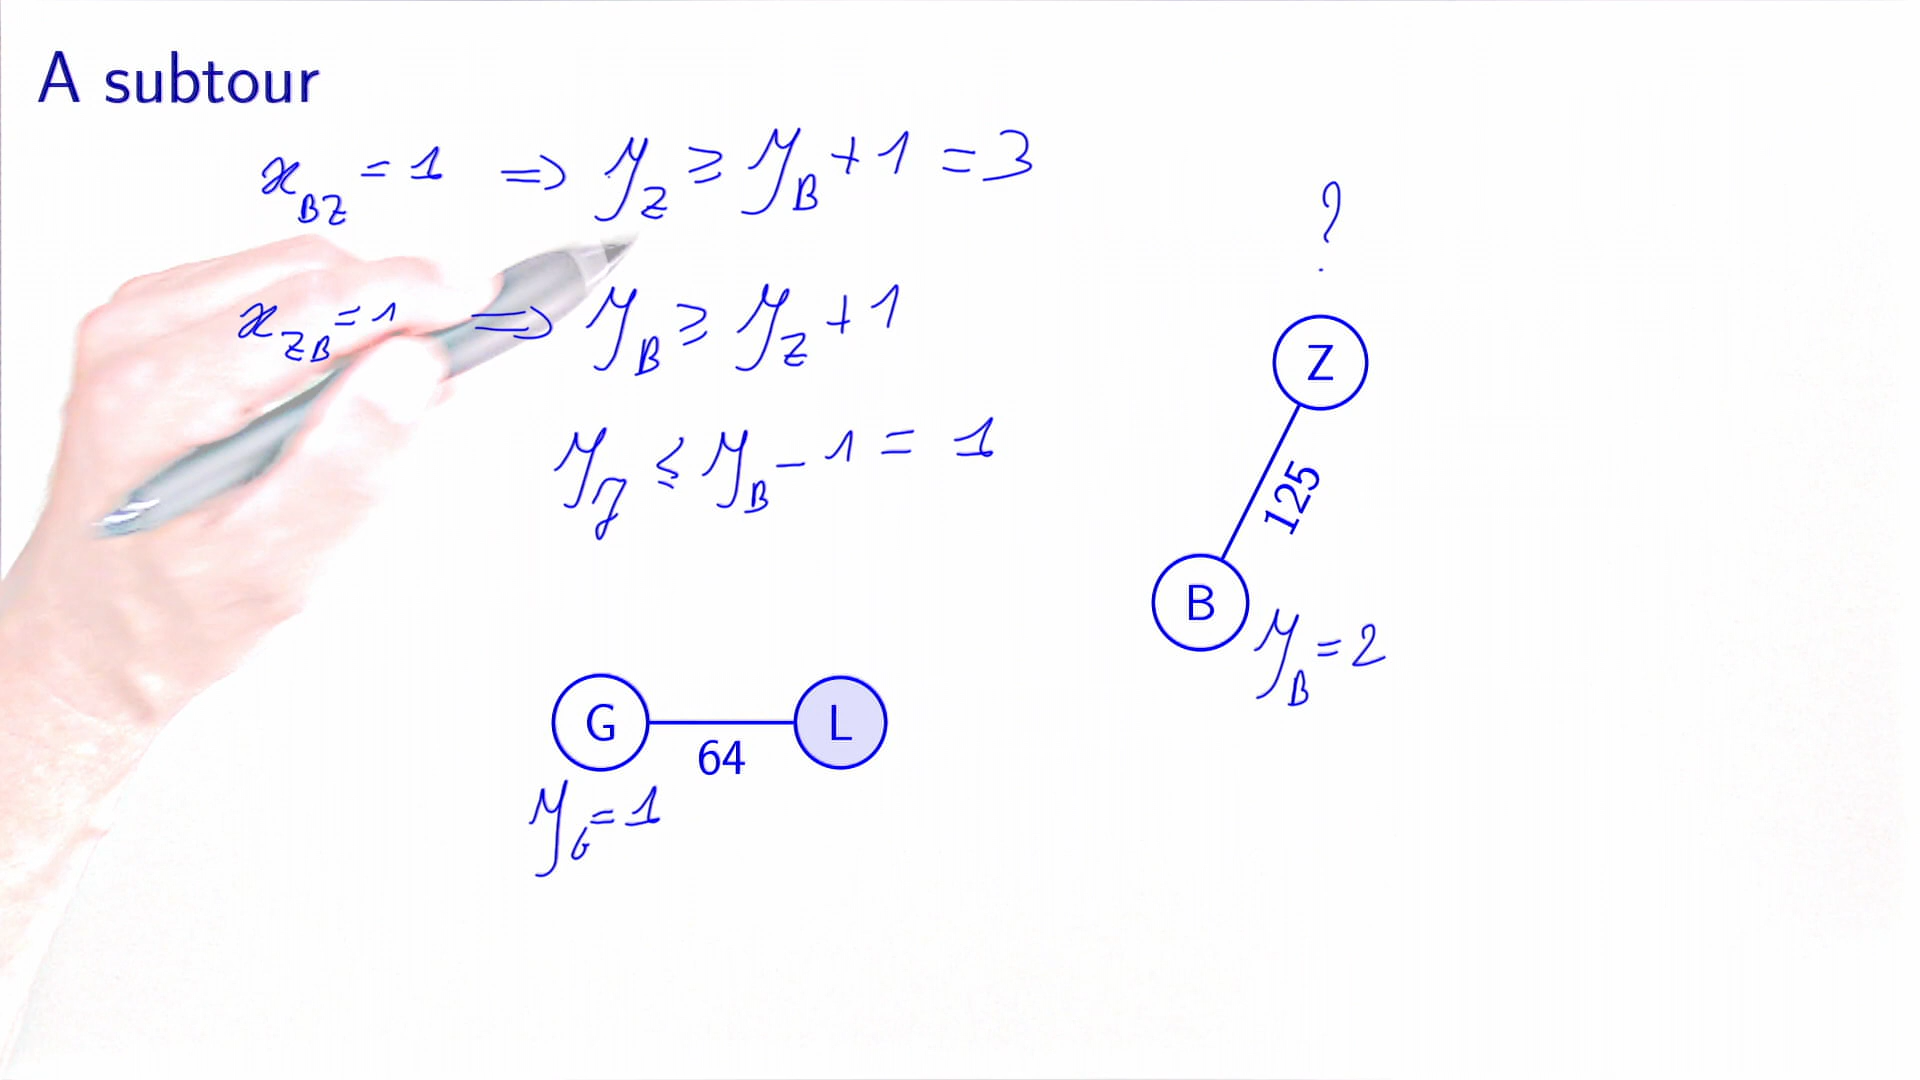 A subtour
x_BZ = 1 ⇒ y_Z ≥ y_B + 1 = 3
x_ZB = 1 ⇒ y_B ≥ y_Z + 1
y_Z ≤ y_B - 1 = 1
?
Z
125
B
y_B = 2
G
64
L
y_G = 1